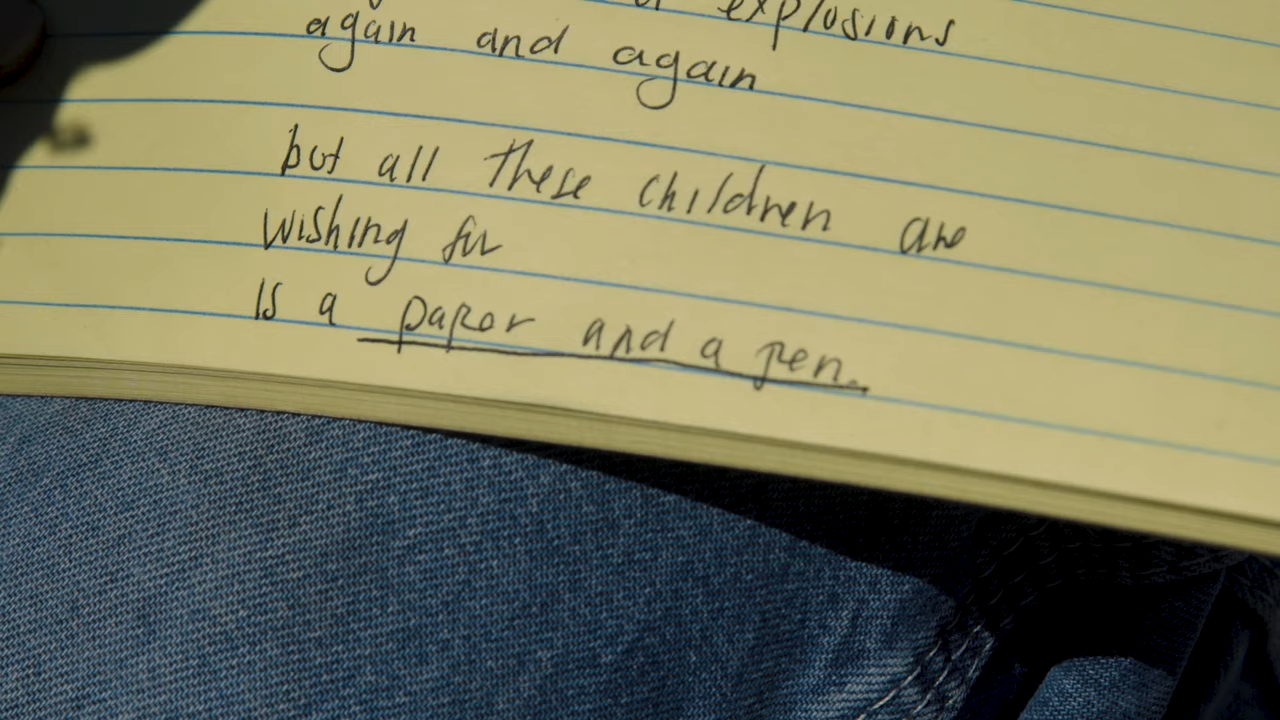 explosions
again and again
but all these children are
wishing for
is a paper and a pen.